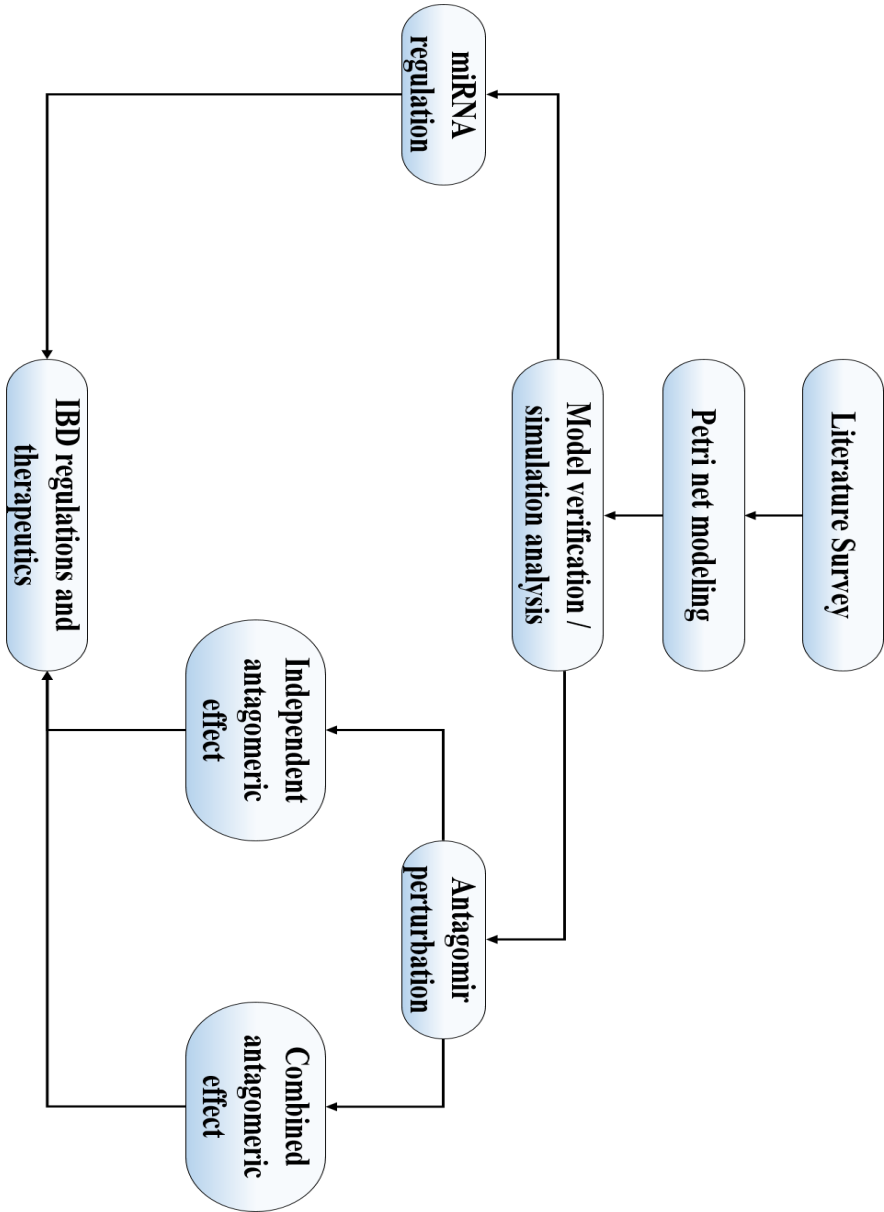 Literature Survey
Petri net modeling
Model verification /
simulation analysis
miRNA
regulation
Antagomir
perturbation
Independent
antagomeric
effect
Combined
antagomeric
effect
IBD regulations and
therapeutics